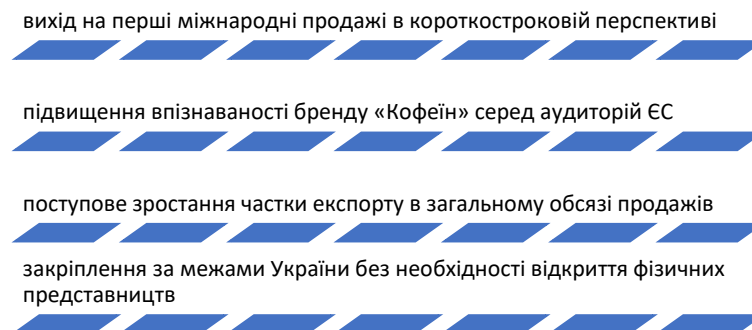 вихід на перші міжнародні продажі в короткостроковій перспективі
підвищення впізнаваності бренду «Кофеїн» серед аудиторій ЄС
поступове зростання частки експорту в загальному обсязі продажів
закріплення за межами України без необхідності відкриття фізичних
представництв